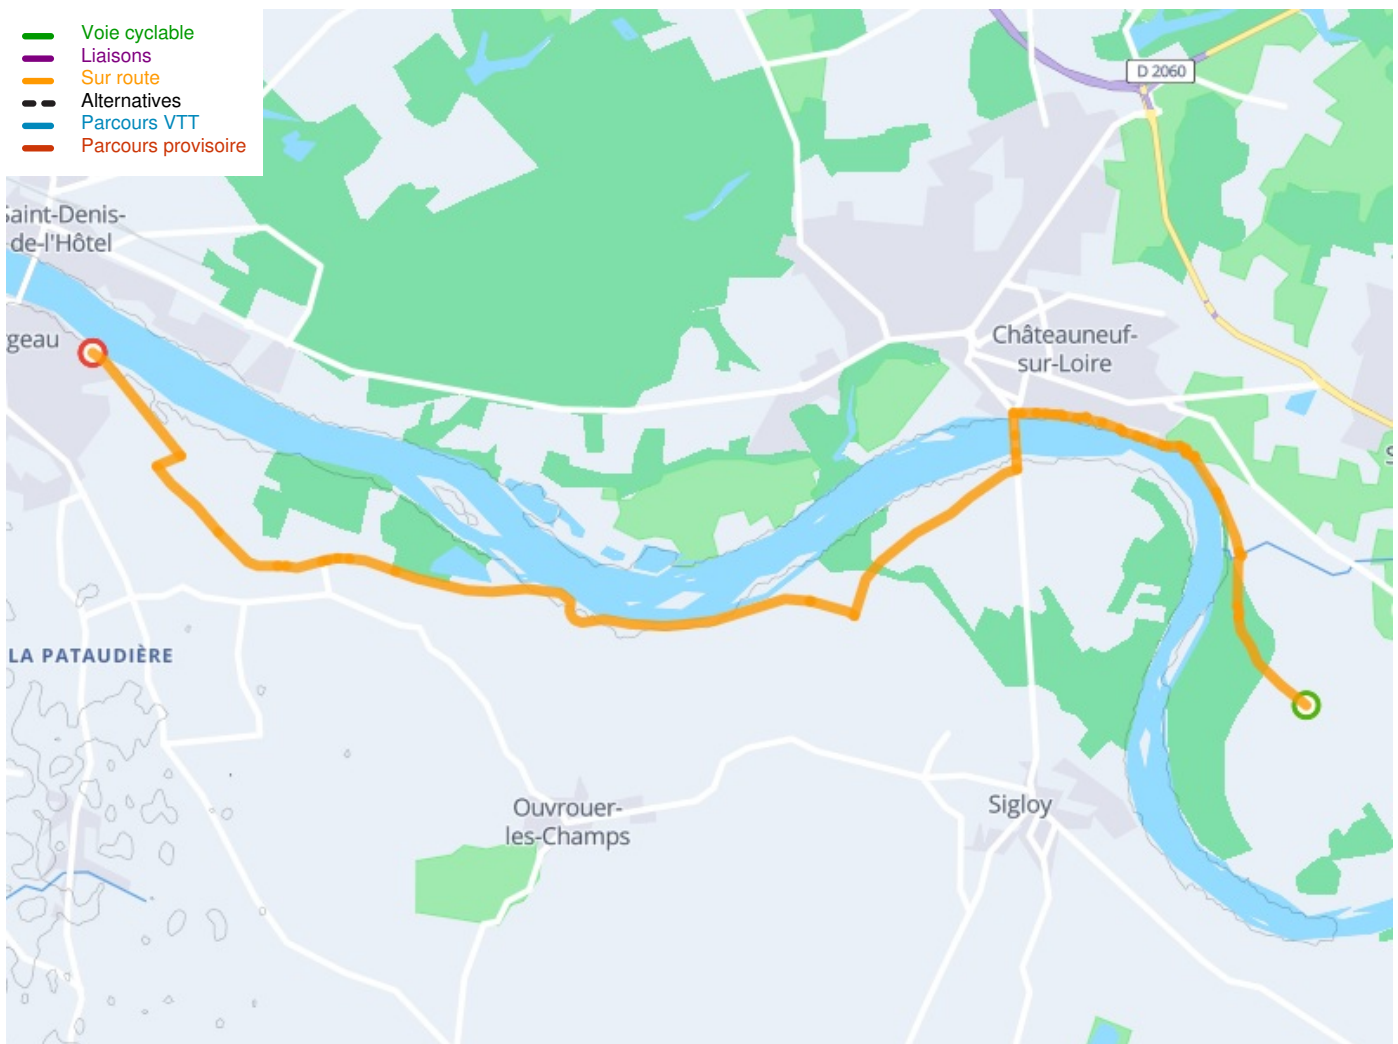 Voie cyclable
Liaisons
Sur route
Alternatives
Parcours VTT
Parcours provisoire
D 2060
Saint-Denis-
de-l'Hôtel
geau
Châteauneuf-
sur-Loire
S
LA PATAUDIÈRE
Ouvrouer-
les-Champs
Sigloy